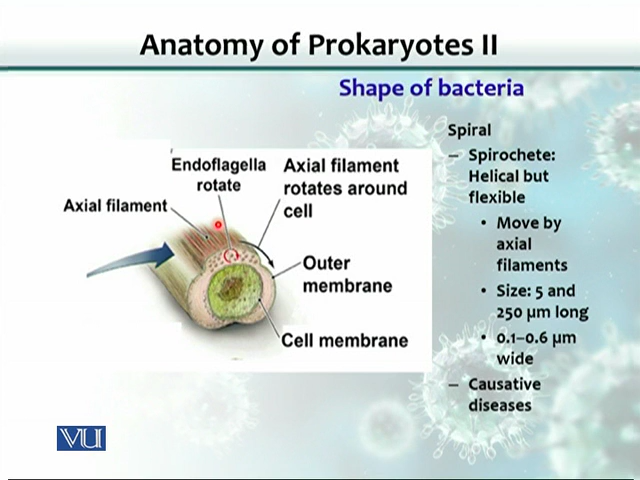 Anatomy of Prokaryotes II
Shape of bacteria
Spiral
– Spirochete:
Helical but
flexible
• Move by
axial
filaments
• Size: 5 and
250 µm long
• 0.1–0.6 µm
wide
– Causative
diseases
Endoflagella
rotate
Axial filament
rotates around
cell
Axial filament
Outer
membrane
Cell membrane
VU